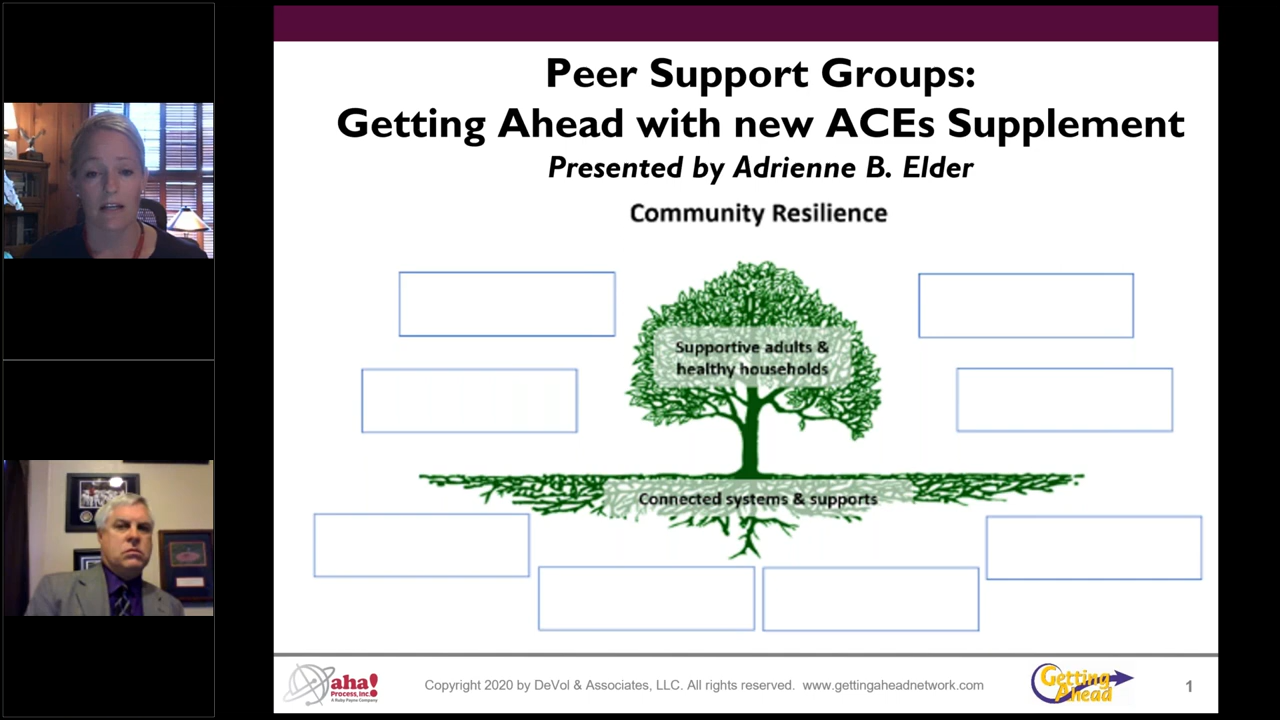 Peer Support Groups:
Getting Ahead with new ACEs Supplement
Presented by Adrienne B. Elder
Community Resilience
Supportive adults &
healthy households
Connected systems & supports
aha!
Process, Inc.
A Ruby Payne Company
Copyright 2020 by DeVol & Associates, LLC. All rights reserved. www.gettingaheadnetwork.com
Getting
Ahead
1